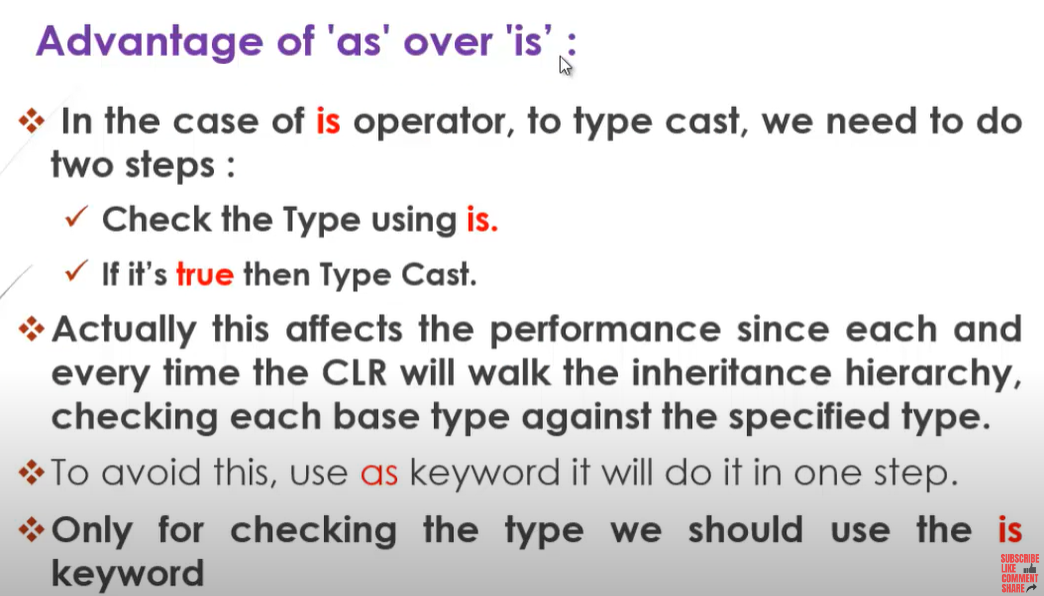 Advantage of 'as' over 'is' :
In the case of is operator, to type cast, we need to do
two steps :
Check the Type using is.
If it's true then Type Cast.
Actually this affects the performance since each and
every time the CLR will walk the inheritance hierarchy,
checking each base type against the specified type.
To avoid this, use as keyword it will do it in one step.
Only for checking the type we should use the is
keyword
SUBSCRIBE
LIKE
COMMENT
SHARE